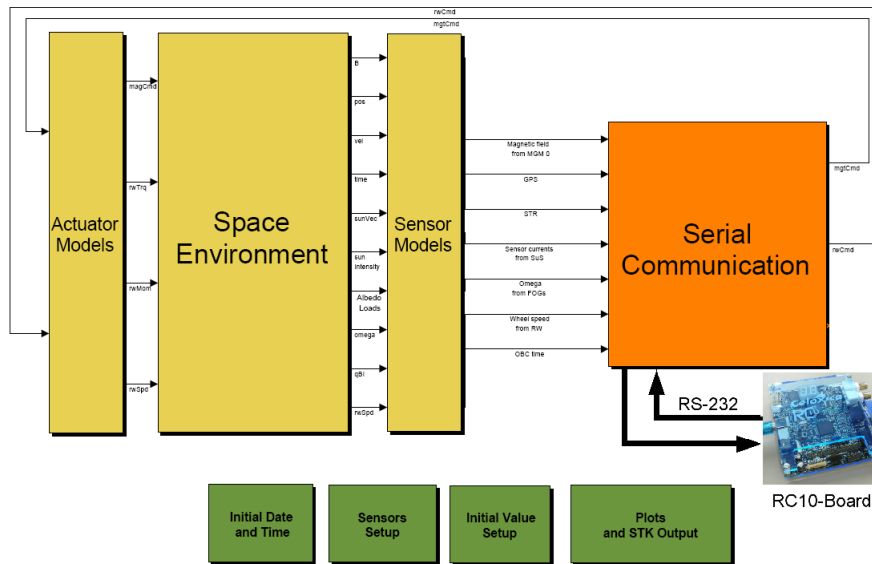 rwCmd
mgtCmd
Actuator
Models
magCmd
rwTrq
rwMom
rwSpd
Space
Environment
B
pos
vel
time
sunVec
sun
intensity
Albedo
Loads
omega
qBI
rwSpd
Sensor
Models
Magnetic field
from MGM 0
GPS
STR
Sensor currents
from SuS
Omega
from FOGs
Wheel speed
from RW
OBC time
Serial
Communication
mgtCmd
rwCmd
RS-232
Celoxica
RC10-Board
Initial Date
and Time
Sensors
Setup
Initial Value
Setup
Plots
and STK Output